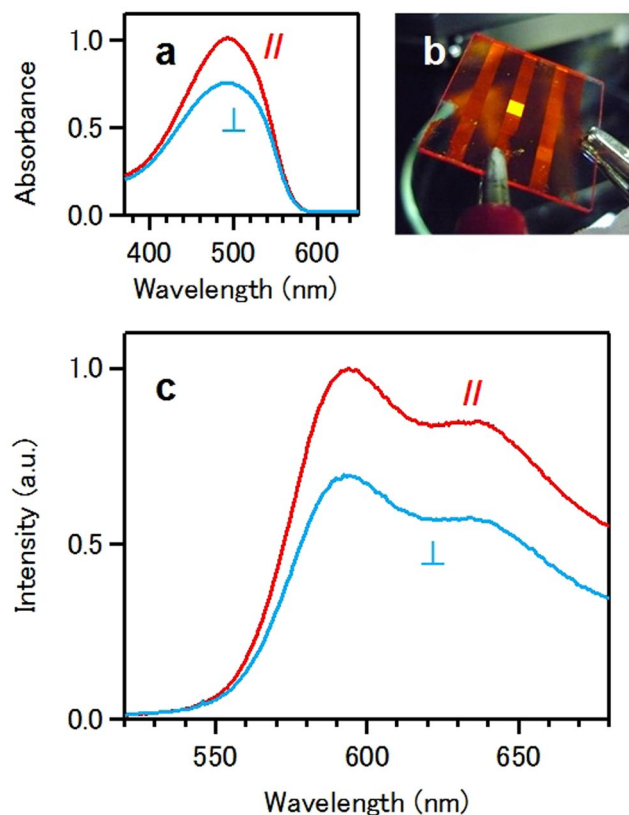 a
//
⊥
1.0
0.5
0.0
Absorbance
400 500 600
Wavelength (nm)
b
c
//
⊥
1.0
0.5
0.0
Intensity (a.u.)
550 600 650
Wavelength (nm)